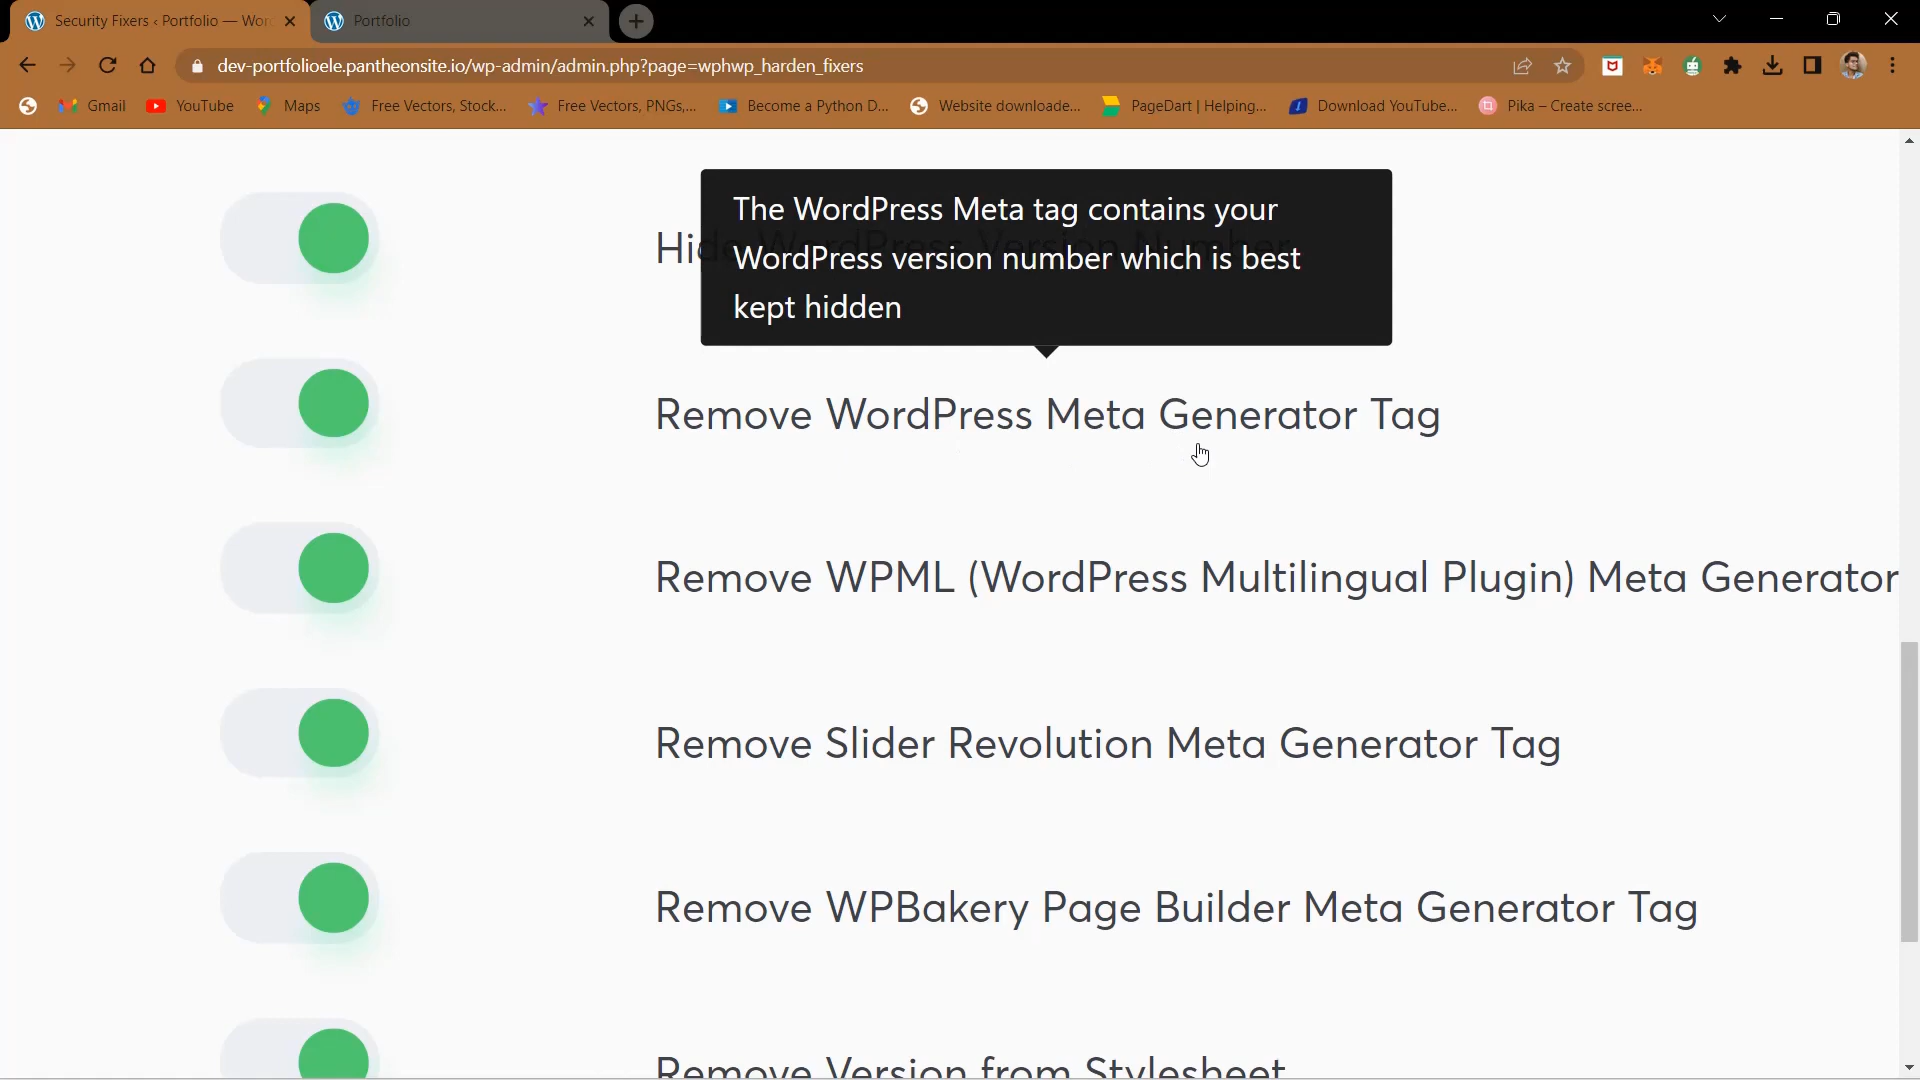 Security Fixers ‹ Portfolio — Wor
Portfolio
dev-portfolioele.pantheonsite.io/wp-admin/admin.php?page=wphwp_harden_fixers
Gmail
YouTube
Maps
Free Vectors, Stock...
Free Vectors, PNGs,...
Become a Python D...
Website downloade...
PageDart | Helping...
Download YouTube...
Pika – Create scree...
The WordPress Meta tag contains your
WordPress version number which is best
kept hidden
Hide WordPress Version Number
Remove WordPress Meta Generator Tag
Remove WPML (WordPress Multilingual Plugin) Meta Generator
Remove Slider Revolution Meta Generator Tag
Remove WPBakery Page Builder Meta Generator Tag
Remove Version from Stylesheet